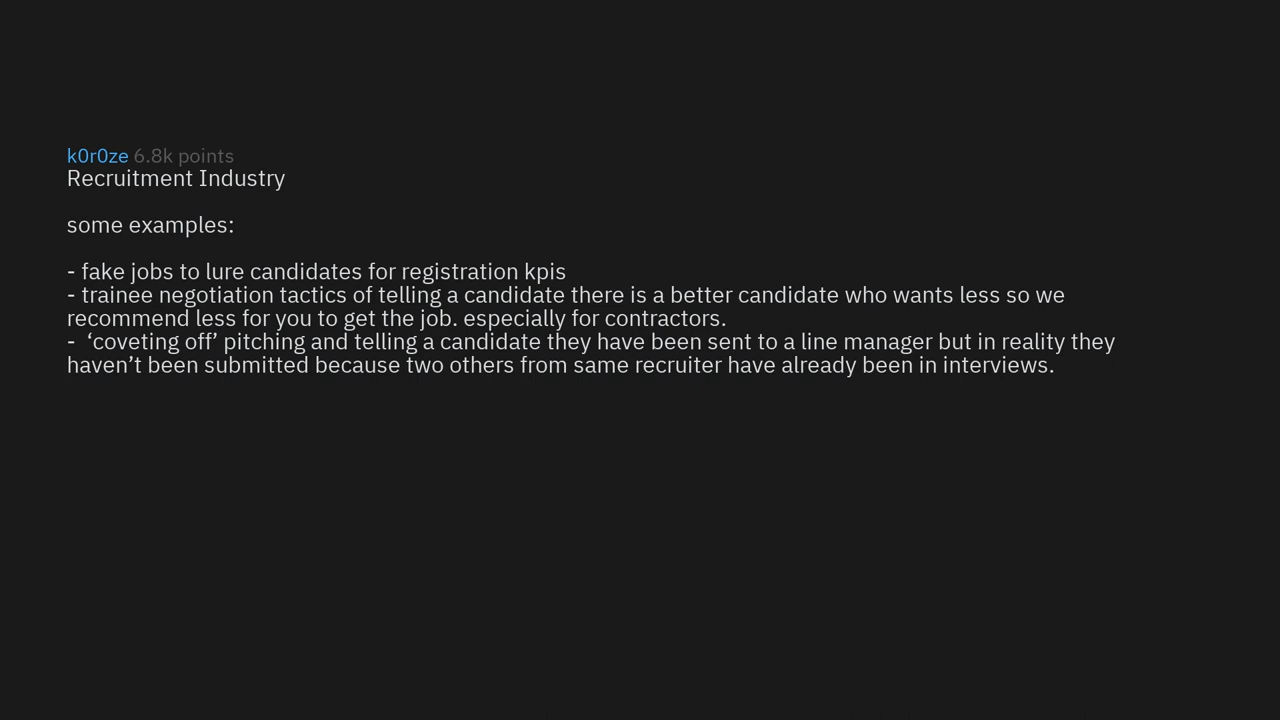 k0r0ze 6.8k points
Recruitment Industry
some examples:
- fake jobs to lure candidates for registration kpis
- trainee negotiation tactics of telling a candidate there is a better candidate who wants less so we
recommend less for you to get the job. especially for contractors.
-  ‘coveting off’ pitching and telling a candidate they have been sent to a line manager but in reality they
haven’t been submitted because two others from same recruiter have already been in interviews.